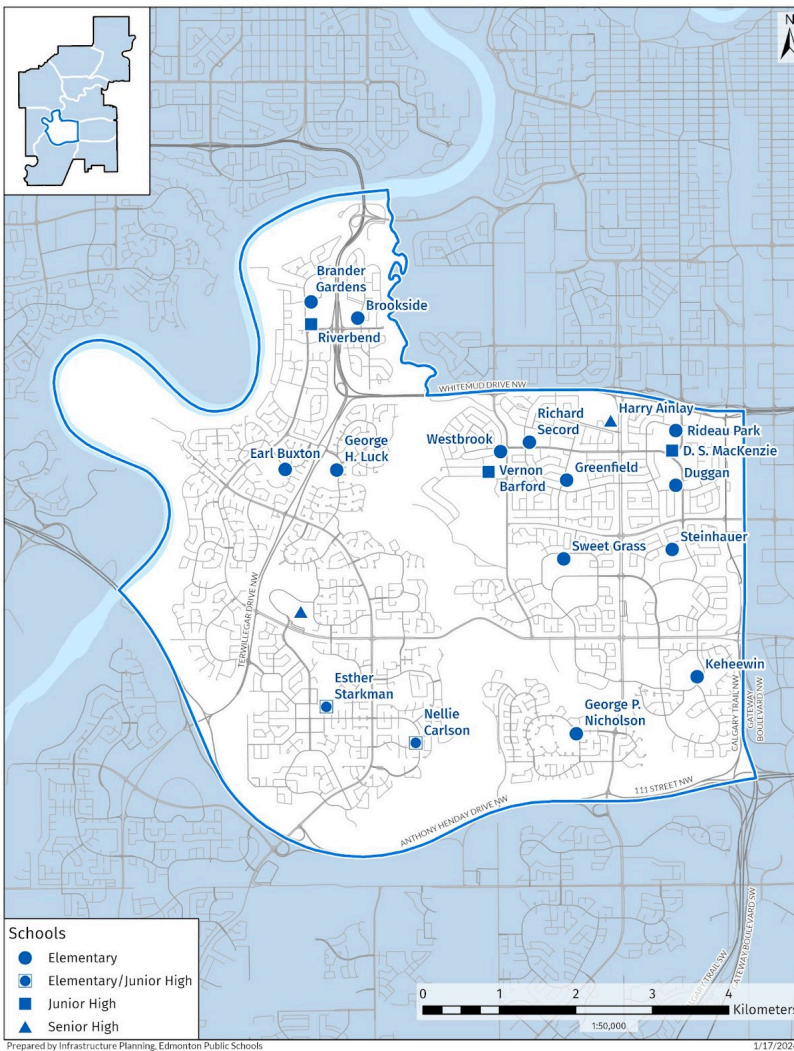 N
Brander
Gardens
Brookside
Riverbend
WHITEMUD DRIVE NW
Harry Ainlay
Richard
Secord
Rideau Park
Westbrook
D. S. MacKenzie
Earl Buxton
George
H. Luck
Vernon
Barford
Greenfield
Duggan
Sweet Grass
Steinhauer
TERWILLEGAR DRIVE NW
Esther
Starkman
Keheewin
Nellie
Carlson
George P.
Nicholson
CALGARY TRAIL NW
GATEWAY
BOULEVARD NW
111 STREET NW
ANTHONY HENDAY DRIVE NW
GATEWAY BOULEVARD SW
Schools
Elementary
Elementary/Junior High
Junior High
Senior High
0 1 2 3 4
Kilometers
1:50,000
Prepared by Infrastructure Planning, Edmonton Public Schools